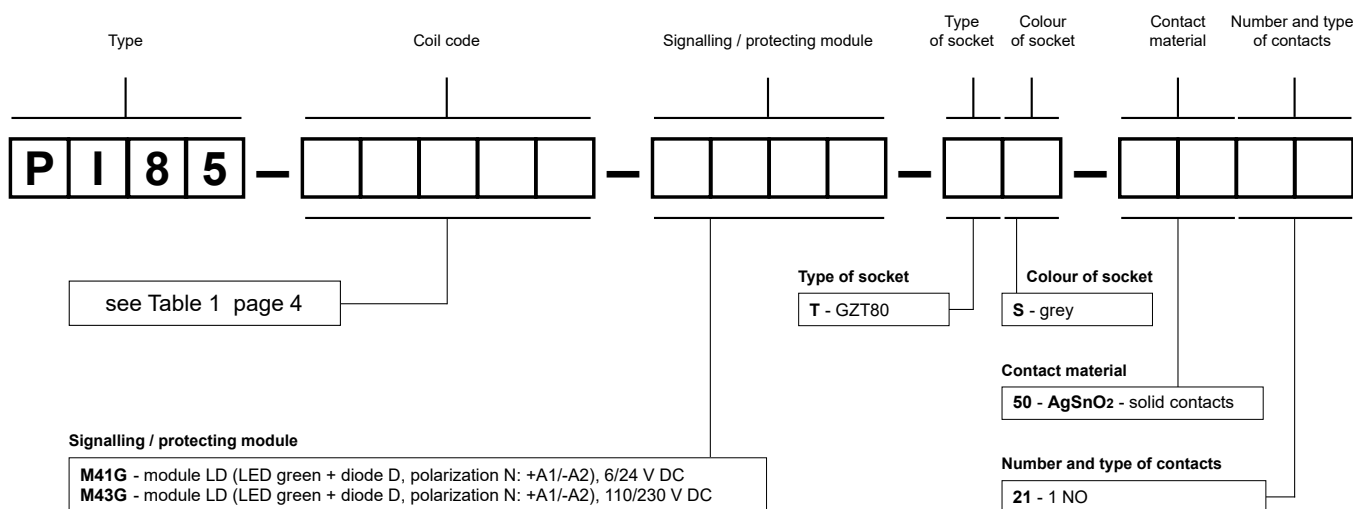 Type
Coil code
Signalling / protecting module
Type
of socket
Colour
of socket
Contact
material
Number and type
of contacts
P I 8 5 – – – –
see Table 1 page 4
Type of socket
T - GZT80
Colour of socket
S - grey
Contact material
50 - AgSnO2 - solid contacts
Signalling / protecting module
M41G - module LD (LED green + diode D, polarization N: +A1/-A2), 6/24 V DC
M43G - module LD (LED green + diode D, polarization N: +A1/-A2), 110/230 V DC
Number and type of contacts
21 - 1 NO